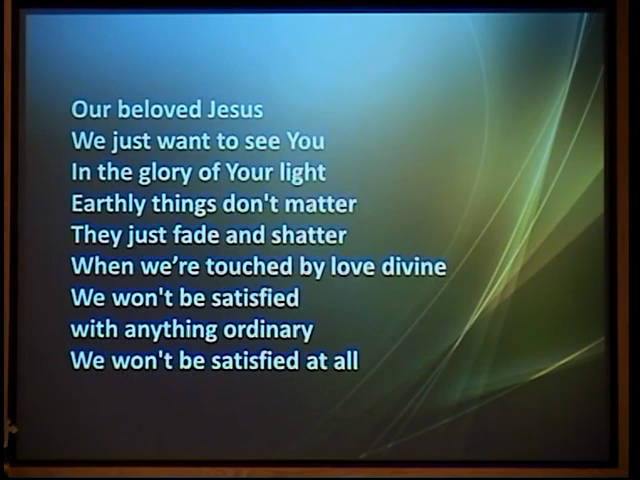 Our beloved Jesus
We just want to see You
In the glory of Your light
Earthly things don't matter
They just fade and shatter
When we’re touched by love divine
We won't be satisfied
with anything ordinary
We won't be satisfied at all